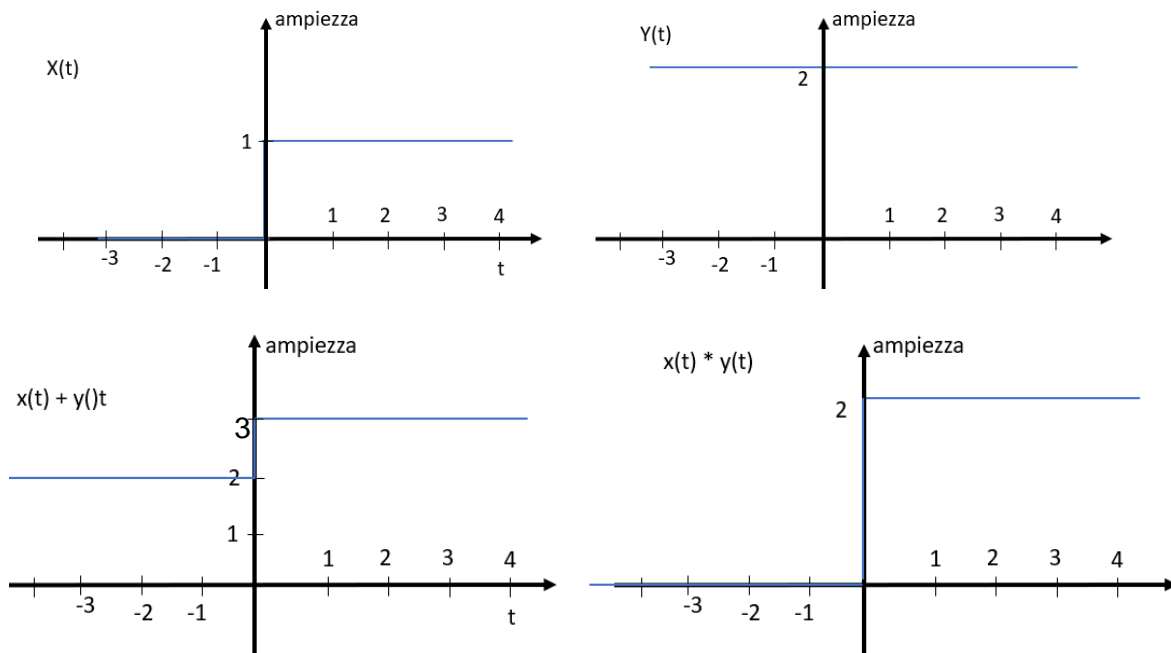 ampiezza
X(t)
1
1 2 3 4
-3 -2 -1
t
ampiezza
Y(t)
2
1 2 3 4
-3 -2 -1
ampiezza
x(t) + y()t
3
2
1
1 2 3 4
-3 -2 -1
t
ampiezza
x(t) * y(t)
2
1 2 3 4
-3 -2 -1